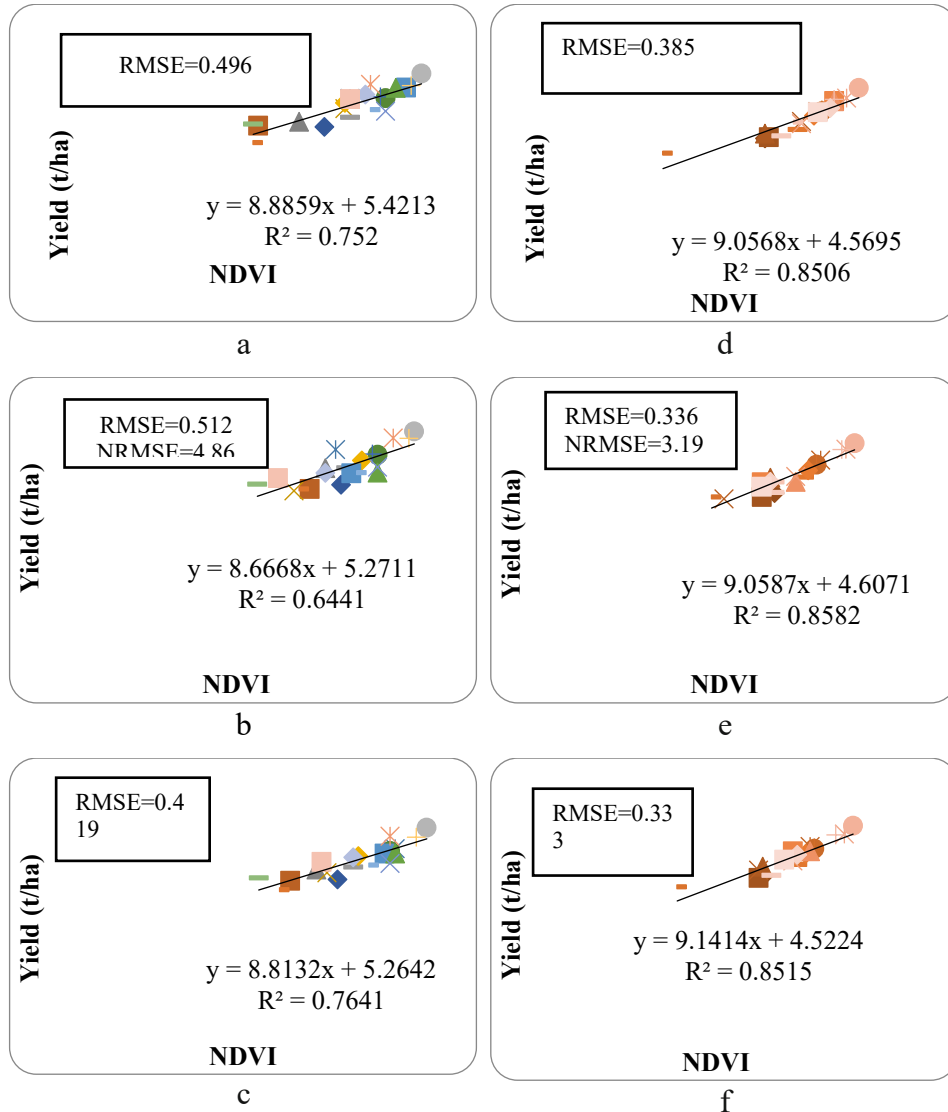 RMSE=0.496
Yield (t/ha)
y = 8.8859x + 5.4213
R² = 0.752
NDVI
a
RMSE=0.385
Yield (t/ha)
y = 9.0568x + 4.5695
R² = 0.8506
NDVI
d
RMSE=0.512
NRMSE=4.86
Yield (t/ha)
y = 8.6668x + 5.2711
R² = 0.6441
NDVI
b
RMSE=0.336
NRMSE=3.19
Yield (t/ha)
y = 9.0587x + 4.6071
R² = 0.8582
NDVI
e
RMSE=0.4
19
Yield (t/ha)
y = 8.8132x + 5.2642
R² = 0.7641
NDVI
c
RMSE=0.33
3
Yield (t/ha)
y = 9.1414x + 4.5224
R² = 0.8515
NDVI
f